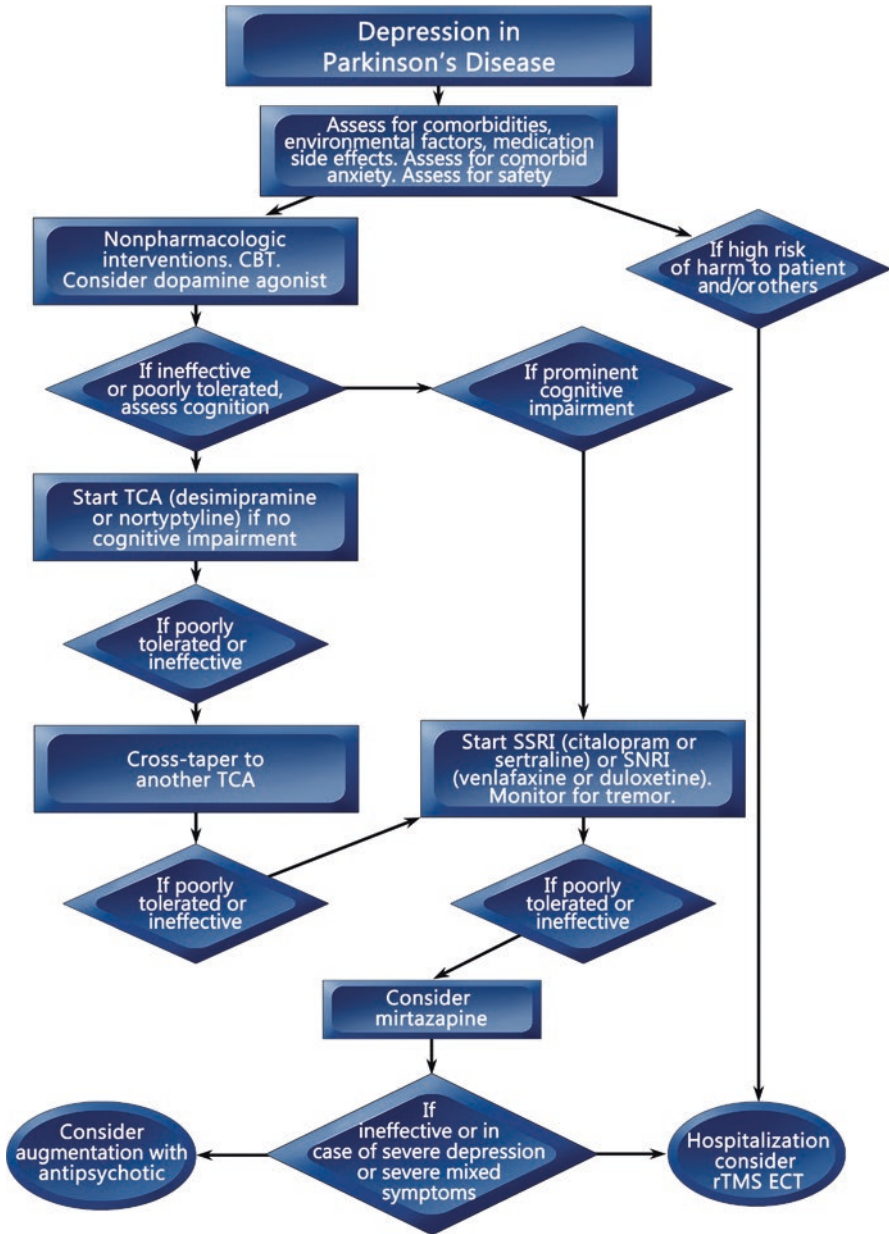 Depression in
Parkinson's Disease
Assess for comorbidities,
environmental factors, medication
side effects. Assess for comorbid
anxiety. Assess for safety
Nonpharmacologic
interventions. CBT.
Consider dopamine agonist
If high risk
of harm to patient
and/or others
If ineffective
or poorly tolerated,
assess cognition
If prominent
cognitive
impairment
Start TCA (desimipramine
or nortyptyline) if no
cognitive impairment
If poorly
tolerated or
ineffective
Cross-taper to
another TCA
Start SSRI (citalopram or
sertraline) or SNRI
(venlafaxine or duloxetine).
Monitor for tremor.
If poorly
tolerated or
ineffective
If poorly
tolerated or
ineffective
Consider
mirtazapine
If
ineffective or in
case of severe depression
or severe mixed
symptoms
Consider
augmentation with
antipsychotic
Hospitalization
consider
rTMS ECT